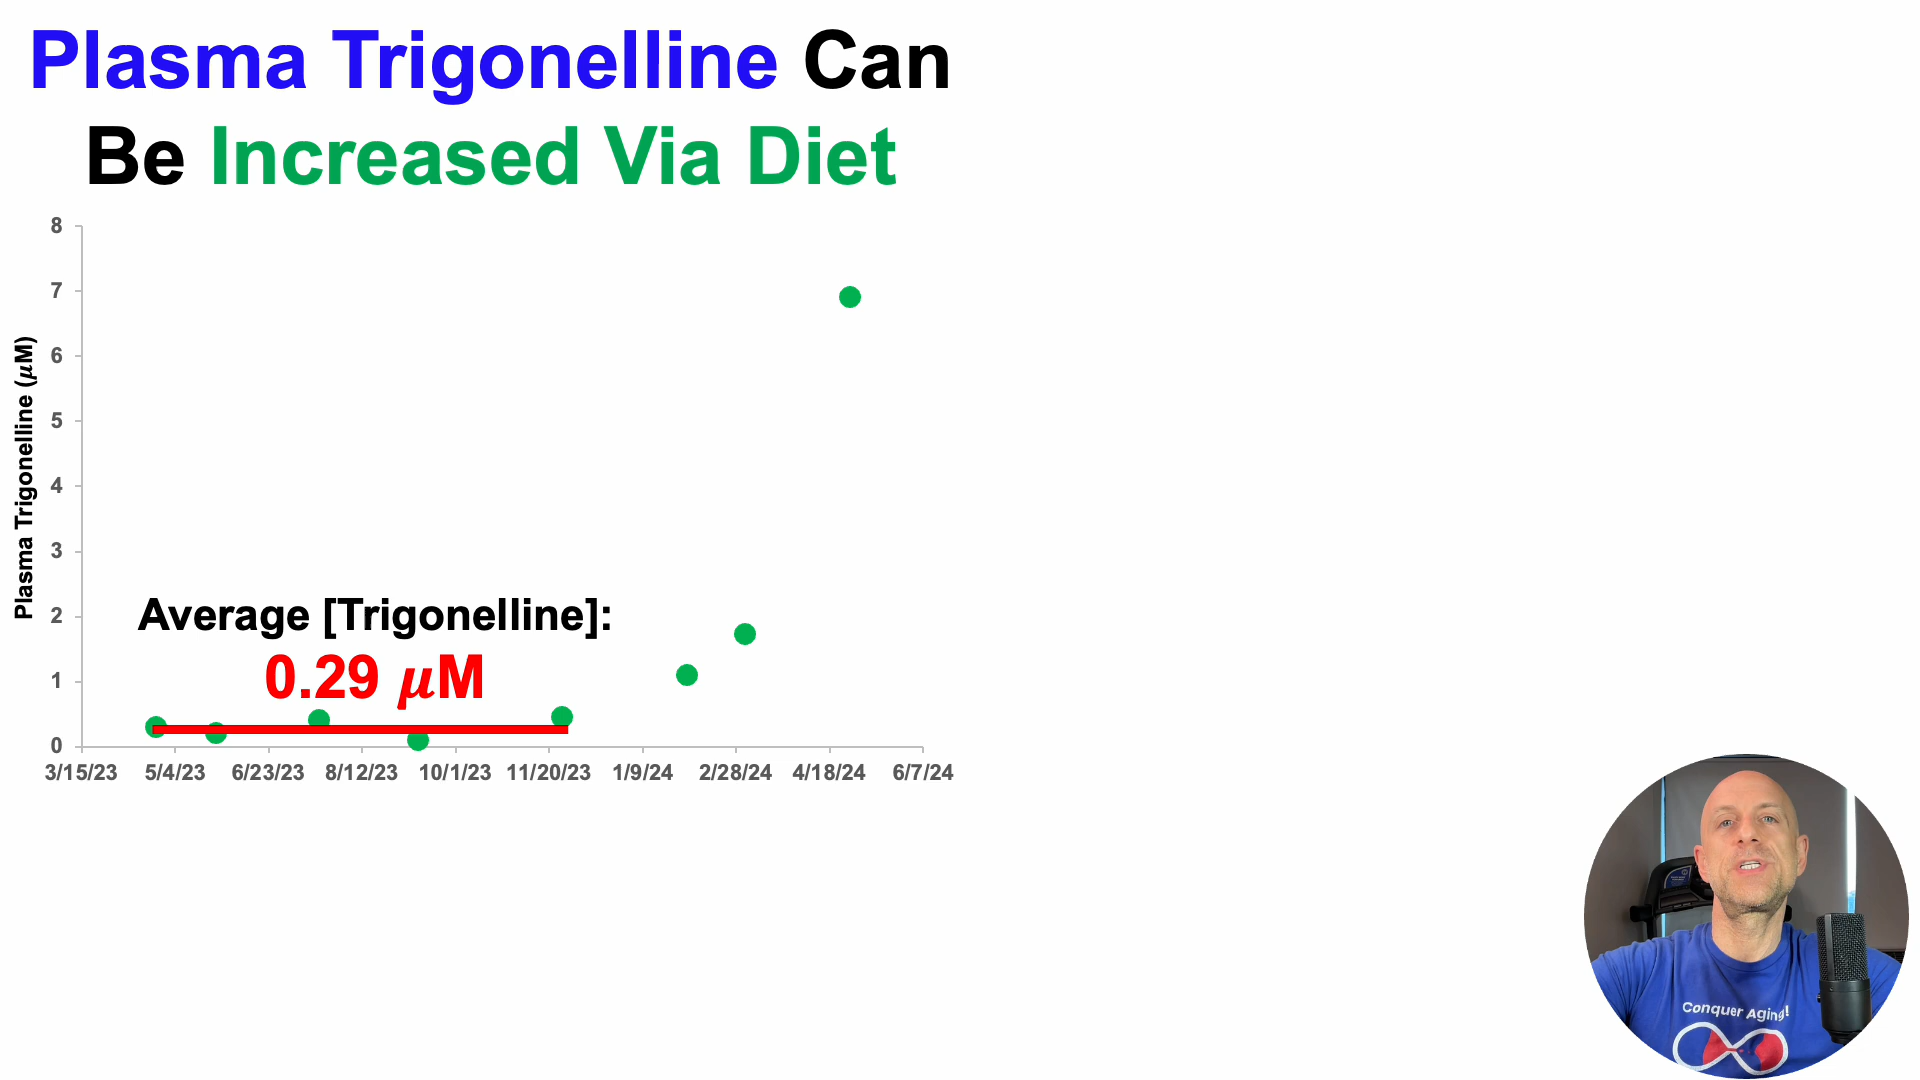 Plasma Trigonelline Can
Be Increased Via Diet
8
7
6
5
4
3
2
1
0
Plasma Trigonelline (μM)
Average [Trigonelline]:
0.29 μM
3/15/23 5/4/23 6/23/23 8/12/23 10/1/23 11/20/23 1/9/24 2/28/24 4/18/24 6/7/24
Conquer Aging!